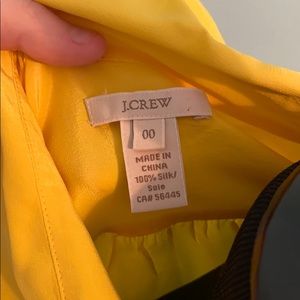 J.CREW
00
MADE IN
CHINA
100% Silk/
Soie
CA# 56445